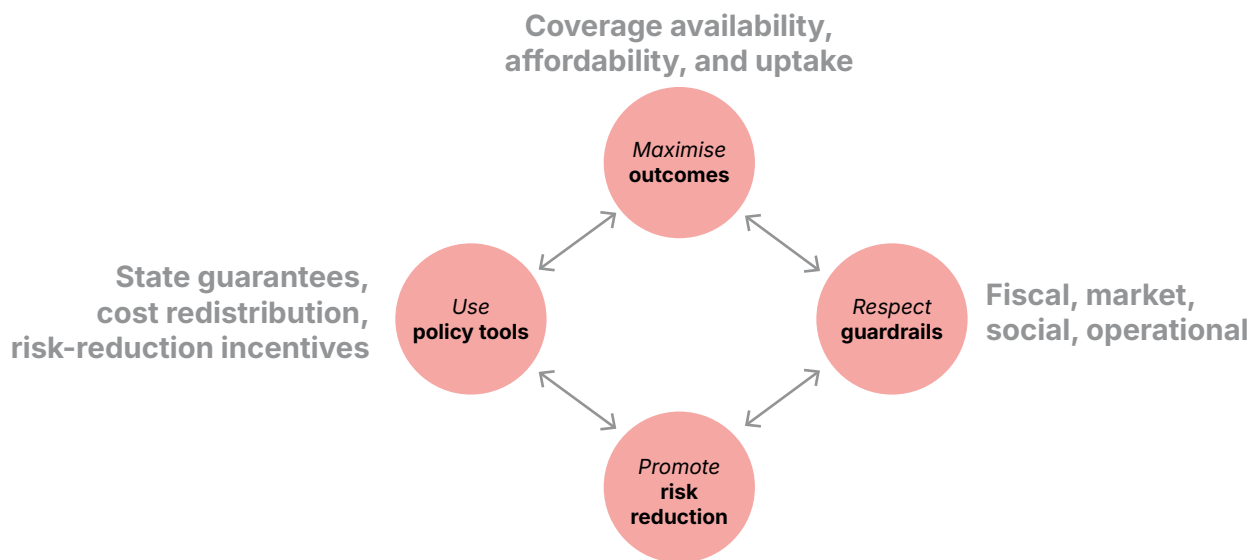 Coverage availability,
affordability, and uptake
Maximise
outcomes
State guarantees,
cost redistribution,
risk-reduction incentives
Use
policy tools
Respect
guardrails
Fiscal, market,
social, operational
Promote
risk
reduction